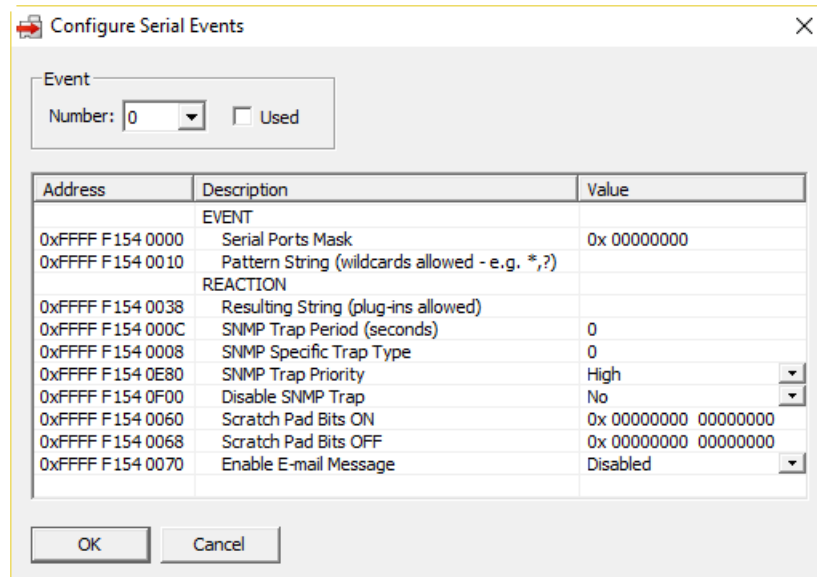 Configure Serial Events
Event
Number: 0 Used
Address Description Value
EVENT
0xFFFF F154 0000 Serial Ports Mask 0x 00000000
0xFFFF F154 0010 Pattern String (wildcards allowed - e.g. *,?)
REACTION
0xFFFF F154 0038 Resulting String (plug-ins allowed)
0xFFFF F154 000C SNMP Trap Period (seconds) 0
0xFFFF F154 0008 SNMP Specific Trap Type 0
0xFFFF F154 0E80 SNMP Trap Priority High
0xFFFF F154 0F00 Disable SNMP Trap No
0xFFFF F154 0060 Scratch Pad Bits ON 0x 00000000 00000000
0xFFFF F154 0068 Scratch Pad Bits OFF 0x 00000000 00000000
0xFFFF F154 0070 Enable E-mail Message Disabled
OK Cancel